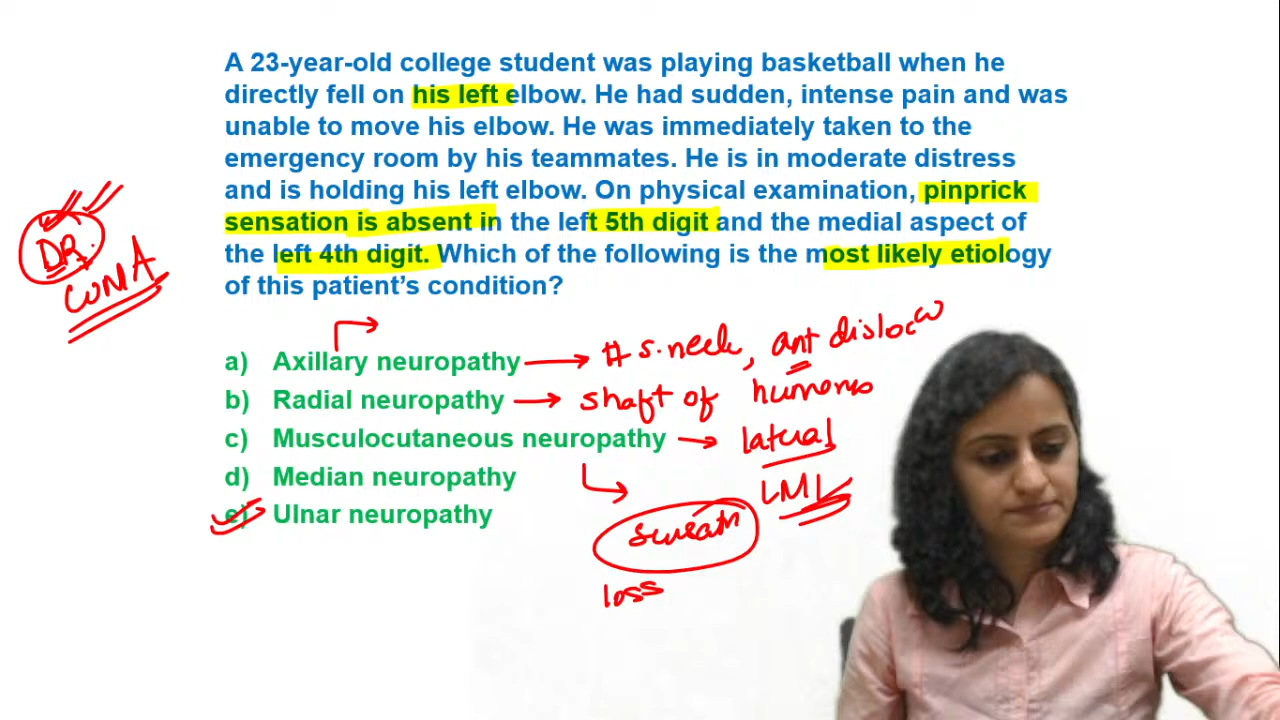 A 23-year-old college student was playing basketball when he
directly fell on his left elbow. He had sudden, intense pain and was
unable to move his elbow. He was immediately taken to the
emergency room by his teammates. He is in moderate distress
and is holding his left elbow. On physical examination, pinprick
sensation is absent in the left 5th digit and the medial aspect of
the left 4th digit. Which of the following is the most likely etiology
of this patient's condition?
DR.
CUMA
a) Axillary neuropathy # s.neck, ant disloc
b) Radial neuropathy shaft of humerus
c) Musculocutaneous neuropathy lateral
d) Median neuropathy LMI
e) Ulnar neuropathy
loss